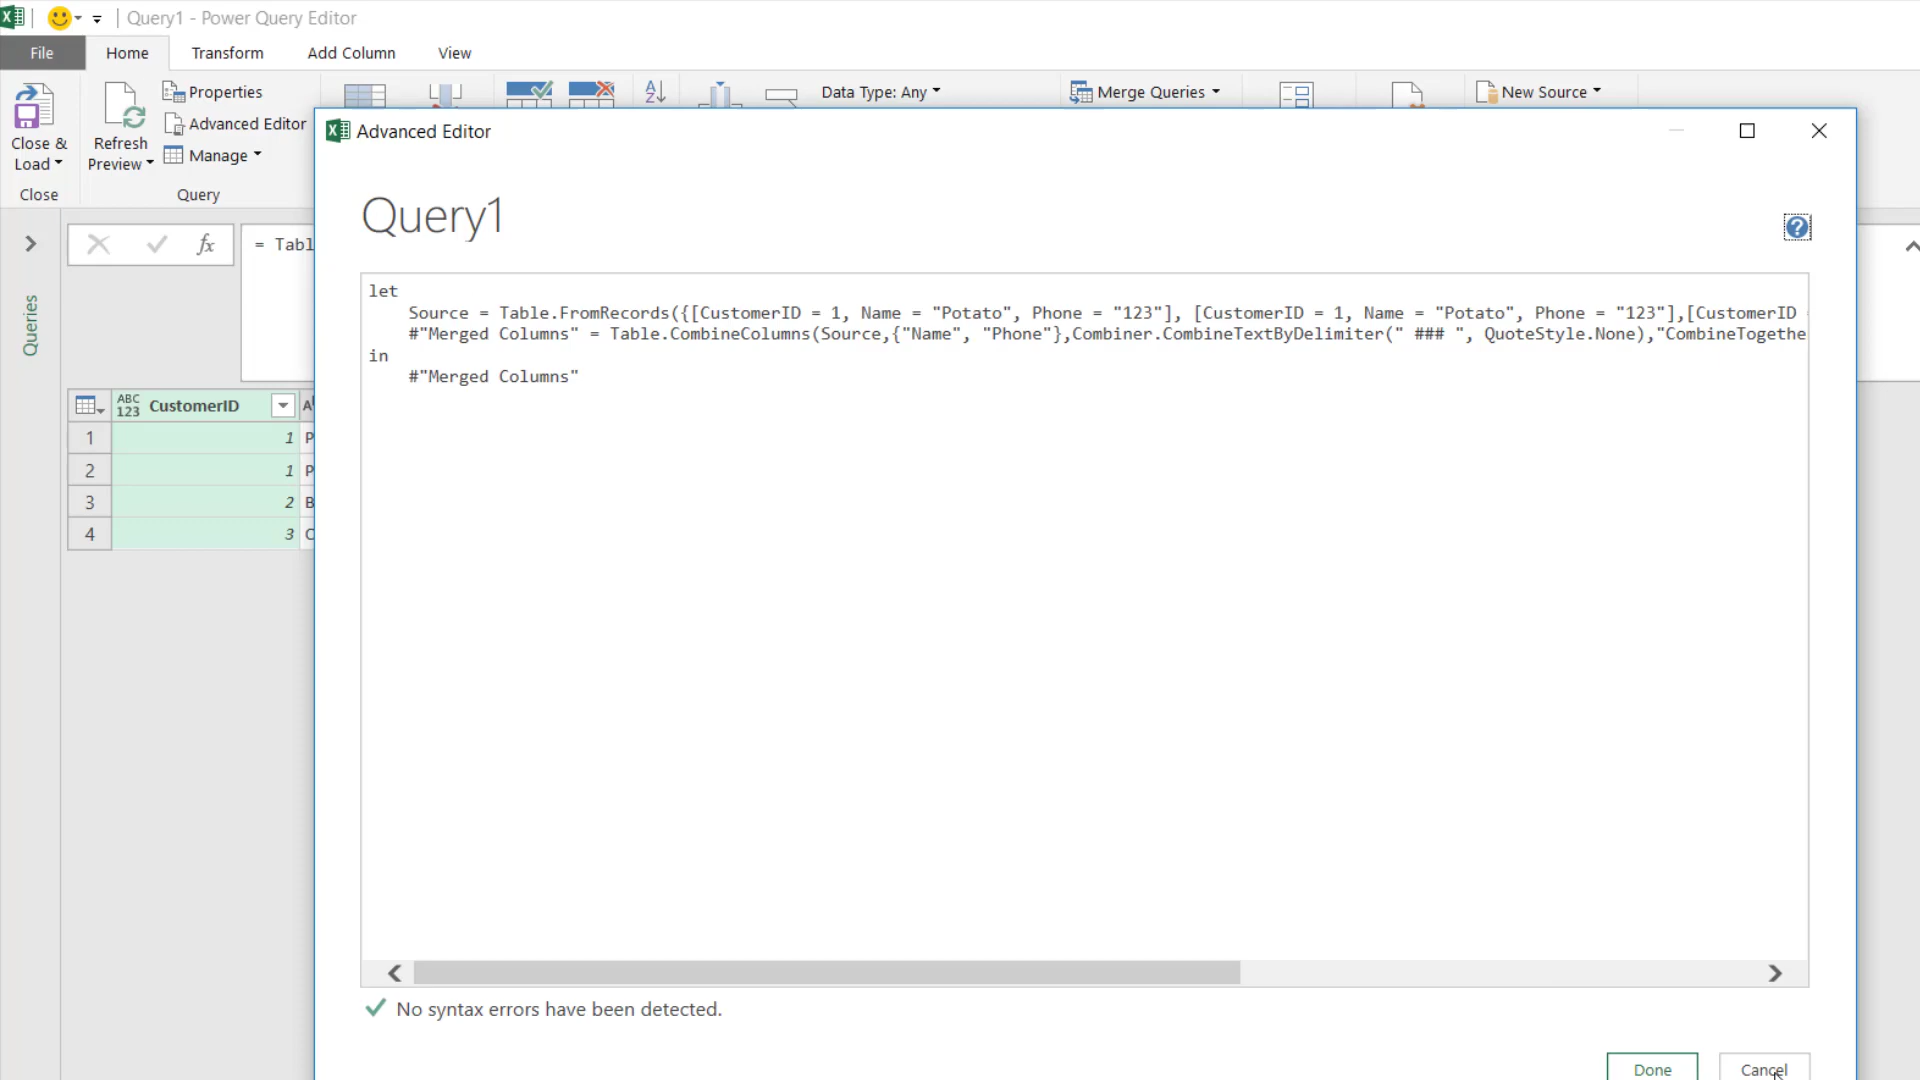 Query1 - Power Query Editor
File Home Transform Add Column View
Properties
Data Type: Any
Merge Queries
New Source
Advanced Editor
Close & Load
Refresh Preview
Manage
Close
Query
Advanced Editor
Query1
= Tabl
Queries
let
Source = Table.FromRecords({[CustomerID = 1, Name = "Potato", Phone = "123"], [CustomerID = 1, Name = "Potato", Phone = "123"],[CustomerID
#"Merged Columns" = Table.CombineColumns(Source,{"Name", "Phone"},Combiner.CombineTextByDelimiter(" ### ", QuoteStyle.None),"CombineTogethe
in
#"Merged Columns"
ABC 123 CustomerID
1 1 P
2 1 P
3 2 B
4 3 C
No syntax errors have been detected.
Done Cancel